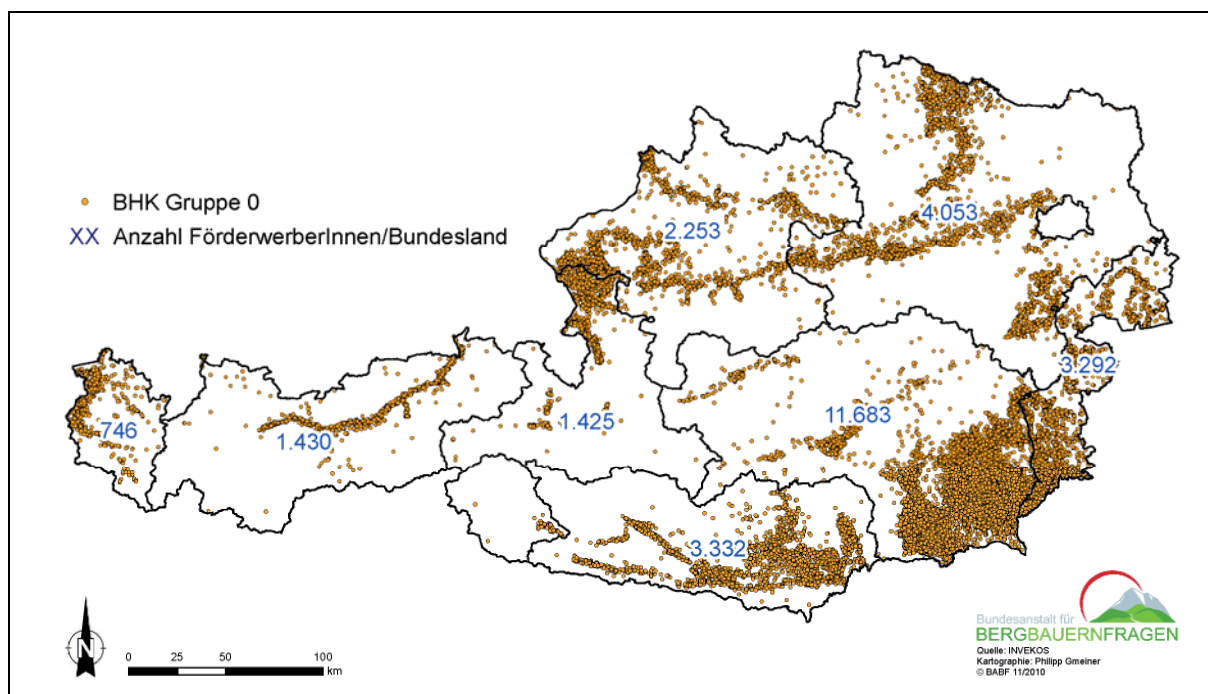 BHK Gruppe 0
XX Anzahl FörderwerberInnen/Bundesland
4.053
2.253
3.292
746
1.430
1.425
11.683
3.332
N
0 25 50 100
km
Bundesanstalt für
BERGBAUERNFRAGEN
Quelle: INVEKOS
Kartographie: Philipp Gmeiner
© BABF 11/2010